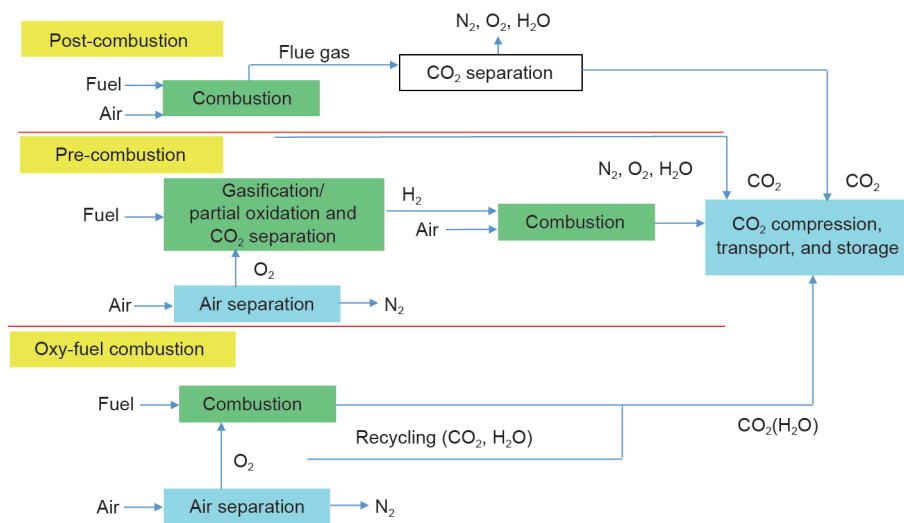 Post-combustion
N₂, O₂, H₂O
Flue gas
CO₂ separation
Fuel
Combustion
Air
Pre-combustion
N₂, O₂, H₂O
CO₂
CO₂
Gasification/
partial oxidation and
CO₂ separation
Fuel
H₂
Air
Combustion
CO₂ compression,
transport, and storage
O₂
Air
Air separation
N₂
Oxy-fuel combustion
Fuel
Combustion
CO₂(H₂O)
Recycling (CO₂, H₂O)
O₂
Air
Air separation
N₂